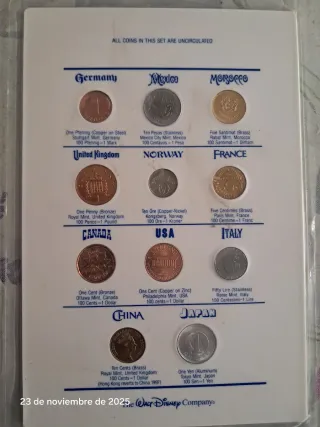 ALL COINS IN THIS SET ARE UNCIRCULATED
Germany
Mexico
Morocco
One Pfennig (Copper on Steel)
Stuttgart Mint, Germany
100 Pfennig=1 Mark
Ten Pesos (Stainless)
Mexico City Mint, Mexico
100 Centavos=1 Peso
Five Santimat (Brass)
Rabat Mint, Morocco
100 Santimat=1 Dirham
United Kingdom
NORWAY
FRANCE
One Penny (Bronze)
Royal Mint, United Kingdom
100 Pence=1 Pound
Ten Ore (Copper-Nickel)
Kongsberg, Norway
100 Ore=1 Krone
Five Centimes (Brass)
Paris Mint, France
100 Centimes=1 Franc
CANADA
USA
ITALY
One Cent (Bronze)
Ottawa Mint, Canada
100 Cents=1 Dollar
One Cent (Copper on Zinc)
Philadelphia Mint, USA
100 cents=1 Dollar
Fifty Lire (Stainless)
Rome Mint, Italy
100 Centesimi=1 Lire
CHINA
JAPAN
Ten Cents (Brass)
Royal Mint, United Kingdom
100 Cents=1 Dollar
(Hong Kong reverts to China 1997)
One Yen (Aluminum)
Tokyo Mint, Japan
100 Sen=1 Yen
The Walt Disney Company
23 de noviembre de 2025